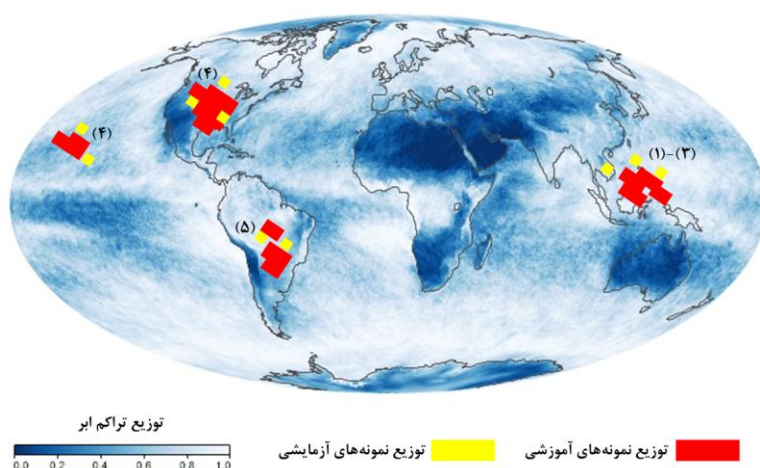 (۴)
(۴)
(۱)-(۳)
(۵)
توزیع تراکم ابر
0.0 0.2 0.4 0.6 0.8 1.0
توزیع نمونه‌های آموزشی
توزیع نمونه‌های آزمایشی